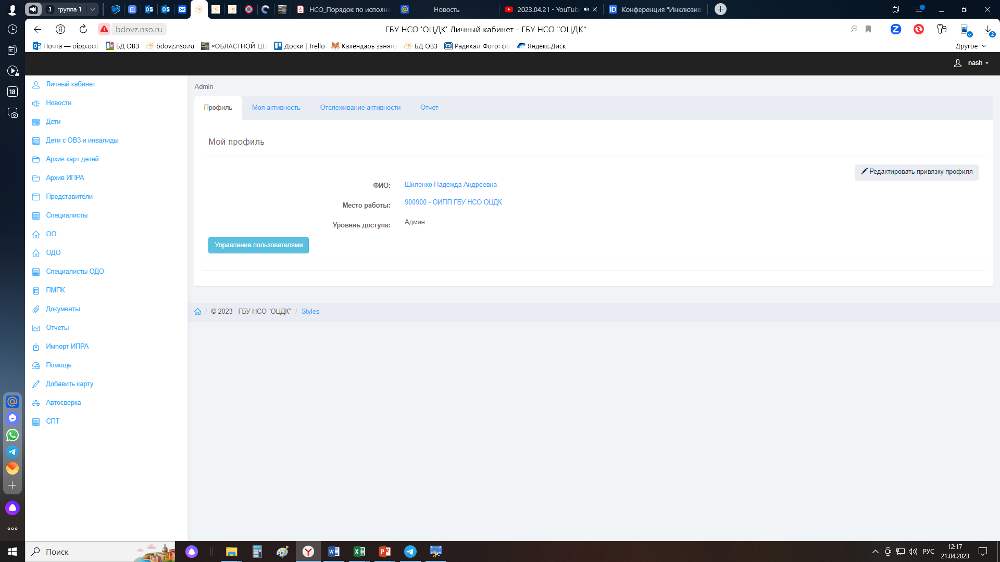 3 группа 1
НСО_Порядок по исполне
Новость
2023.04.21 - YouTube
Конференция "Инклюзив
bdovz.nso.ru
ГБУ НСО 'ОЦДК' Личный кабинет - ГБУ НСО "ОЦДК"
Почта — oipp.ocd
БД ОВЗ
bdovz.nso.ru
«ОБЛАСТНОЙ ЦЕ
Доски | Trello
Календарь занято
БД ОВЗ
Радикал-Фото: фо
Яндекс.Диск
Другое
nash
18
Личный кабинет
Новости
Дети
Дети с ОВЗ и инвалиды
Архив карт детей
Архив ИПРА
Представители
Специалисты
ОО
ОДО
Специалисты ОДО
ПМПК
Документы
Отчеты
Импорт ИПРА
Помощь
Добавить карту
Автосверка
СПТ
Admin
Профиль
Моя активность
Отслеживание активности
Отчет
Мой профиль
Редактировать привязку профиля
ФИО: Шиленко Надежда Андреевна
Место работы: 900900 - ОИПП ГБУ НСО ОЦДК
Уровень доступа: Админ
Управление пользователями
/ © 2023 - ГБУ НСО "ОЦДК" / Styles
Поиск
РУС
12:17
21.04.2023